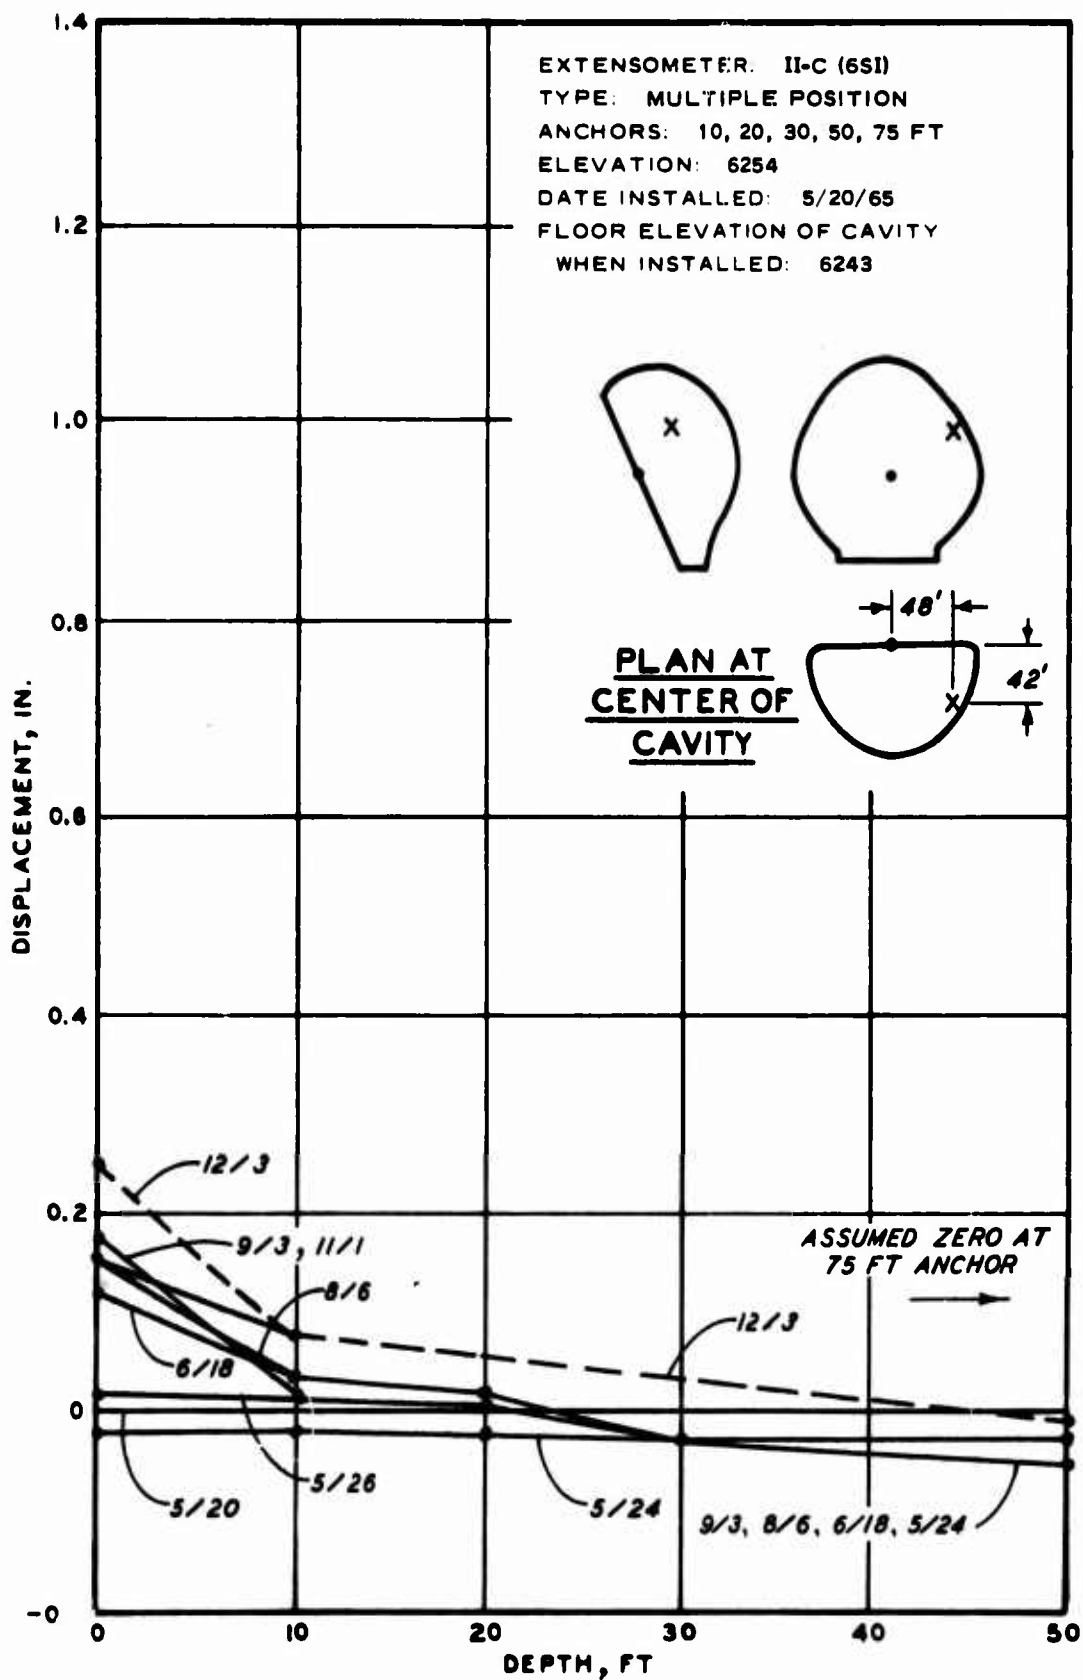 1.4
EXTENSOMETER: II-C (6SI)
TYPE: MULTIPLE POSITION
ANCHORS: 10, 20, 30, 50, 75 FT
ELEVATION: 6254
DATE INSTALLED: 5/20/65
FLOOR ELEVATION OF CAVITY
WHEN INSTALLED: 6243
1.2
1.0
X
X
0.8
48'
PLAN AT
CENTER OF
CAVITY
42'
X
DISPLACEMENT, IN.
0.6
0.4
12/3
0.2
9/3, 11/1
ASSUMED ZERO AT
75 FT ANCHOR
8/6
12/3
6/18
0
5/26
5/20
5/24
9/3, 8/6, 6/18, 5/24
-0
0 10 20 30 40 50
DEPTH, FT